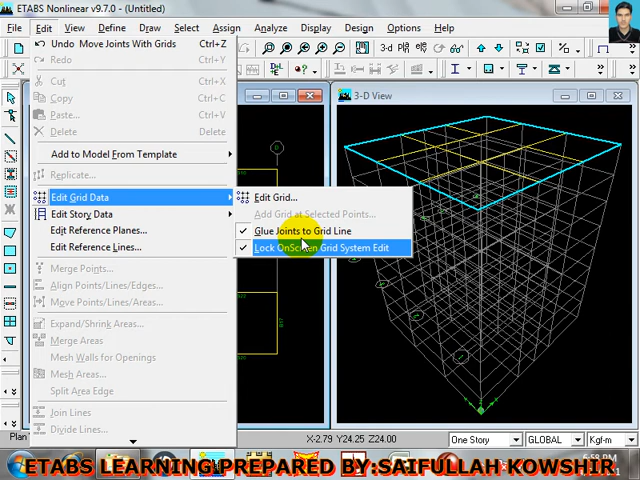 ETABS Nonlinear v9.7.0 - (Untitled)
File Edit View Define Draw Select Assign Analyze Display Design Options Help
Undo Move Joints With Grids Ctrl+Z
Redo Ctrl+Y
Cut Ctrl+X
Copy Ctrl+C
Paste... Ctrl+V
Delete Delete
Add to Model From Template
Replicate...
Edit Grid Data
Edit Story Data
Edit Reference Planes...
Edit Reference Lines...
Merge Points...
Align Points/Lines/Edges...
Move Points/Lines/Areas...
Expand/Shrink Areas...
Merge Areas
Mesh Walls for Openings
Mesh Areas...
Split Area Edge
Join Lines
Divide Lines...
Edit Grid...
Add Grid at Selected Points...
Glue Joints to Grid Line
Lock OnScreen Grid System Edit
3-d
3-D View
D
B17
Plan
X-2.79 Y24.25 Z24.00
One Story
GLOBAL
Kgf-m
6:58 PM
ETABS LEARNING PREPARED BY:SAIFULLAH KOWSHIR